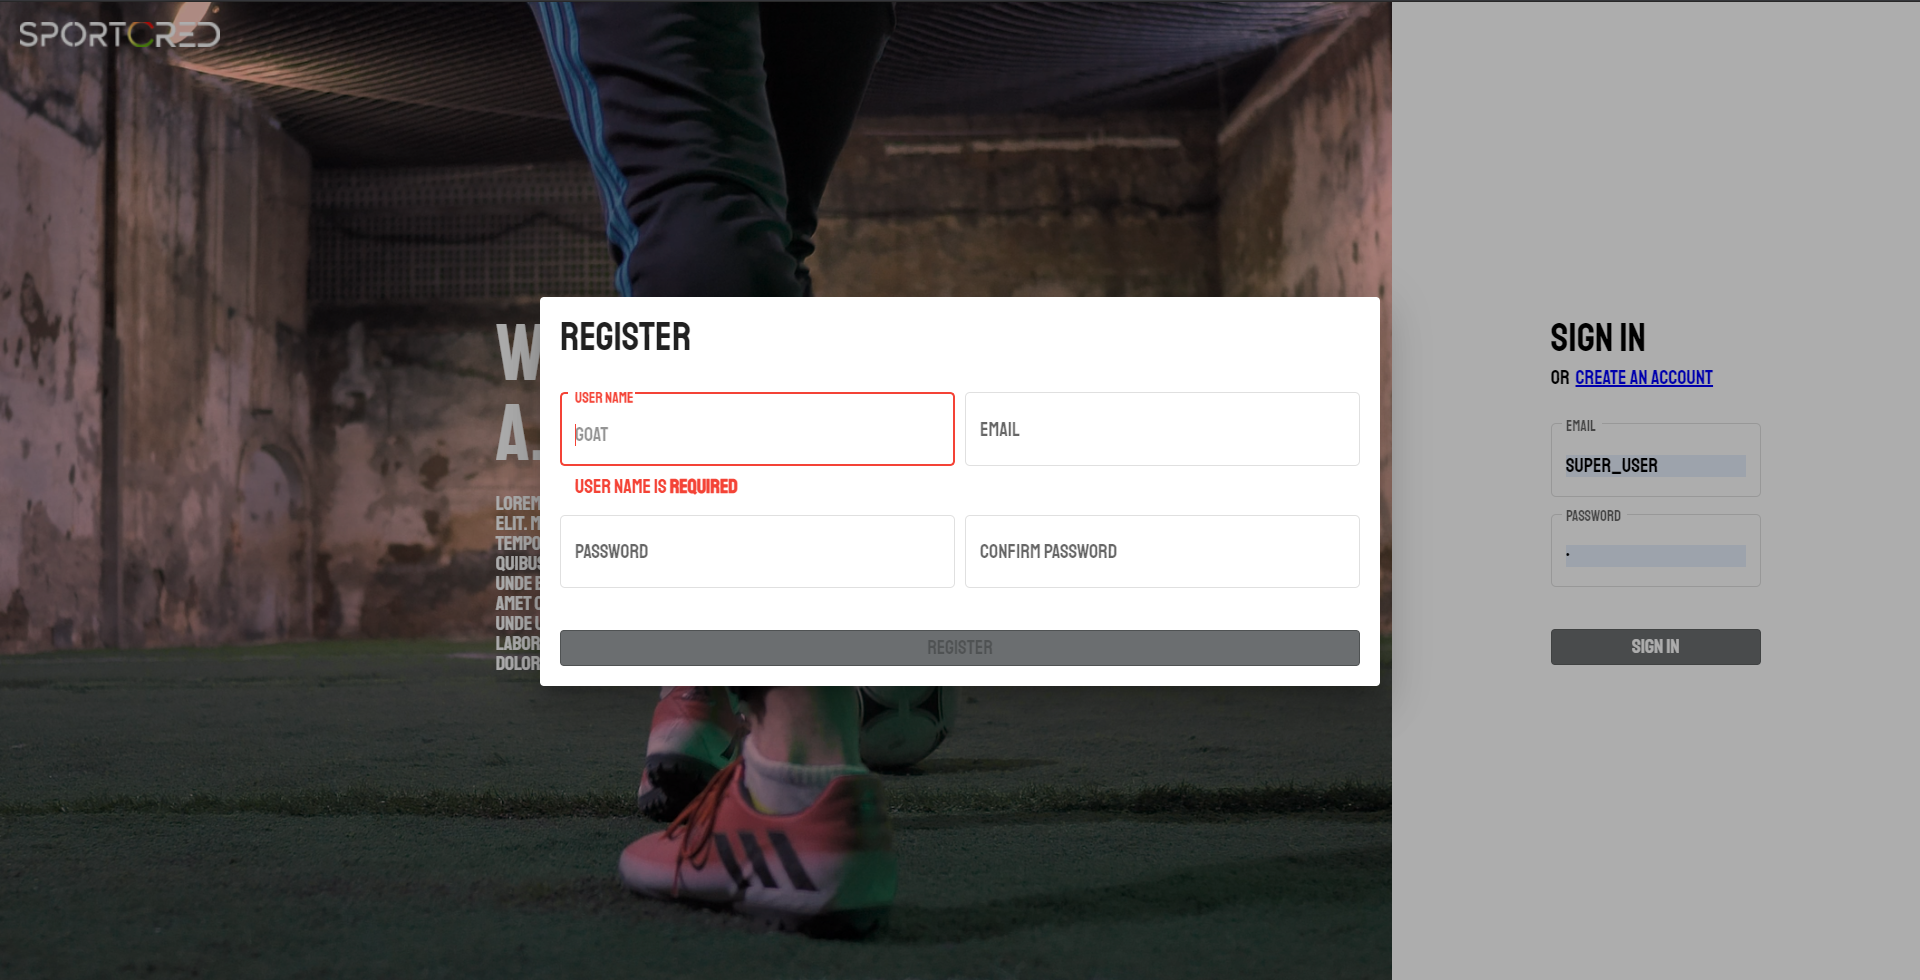 SPORTCRED
W
A.
LOREM
ELIT. M
TEMPO
QUIBUS
UNDE E
AMET C
UNDE U
LABOR
DOLOR
REGISTER
USER NAME
GOAT
USER NAME IS REQUIRED
EMAIL
PASSWORD
CONFIRM PASSWORD
REGISTER
SIGN IN
OR CREATE AN ACCOUNT
EMAIL
SUPER_USER
PASSWORD
SIGN IN